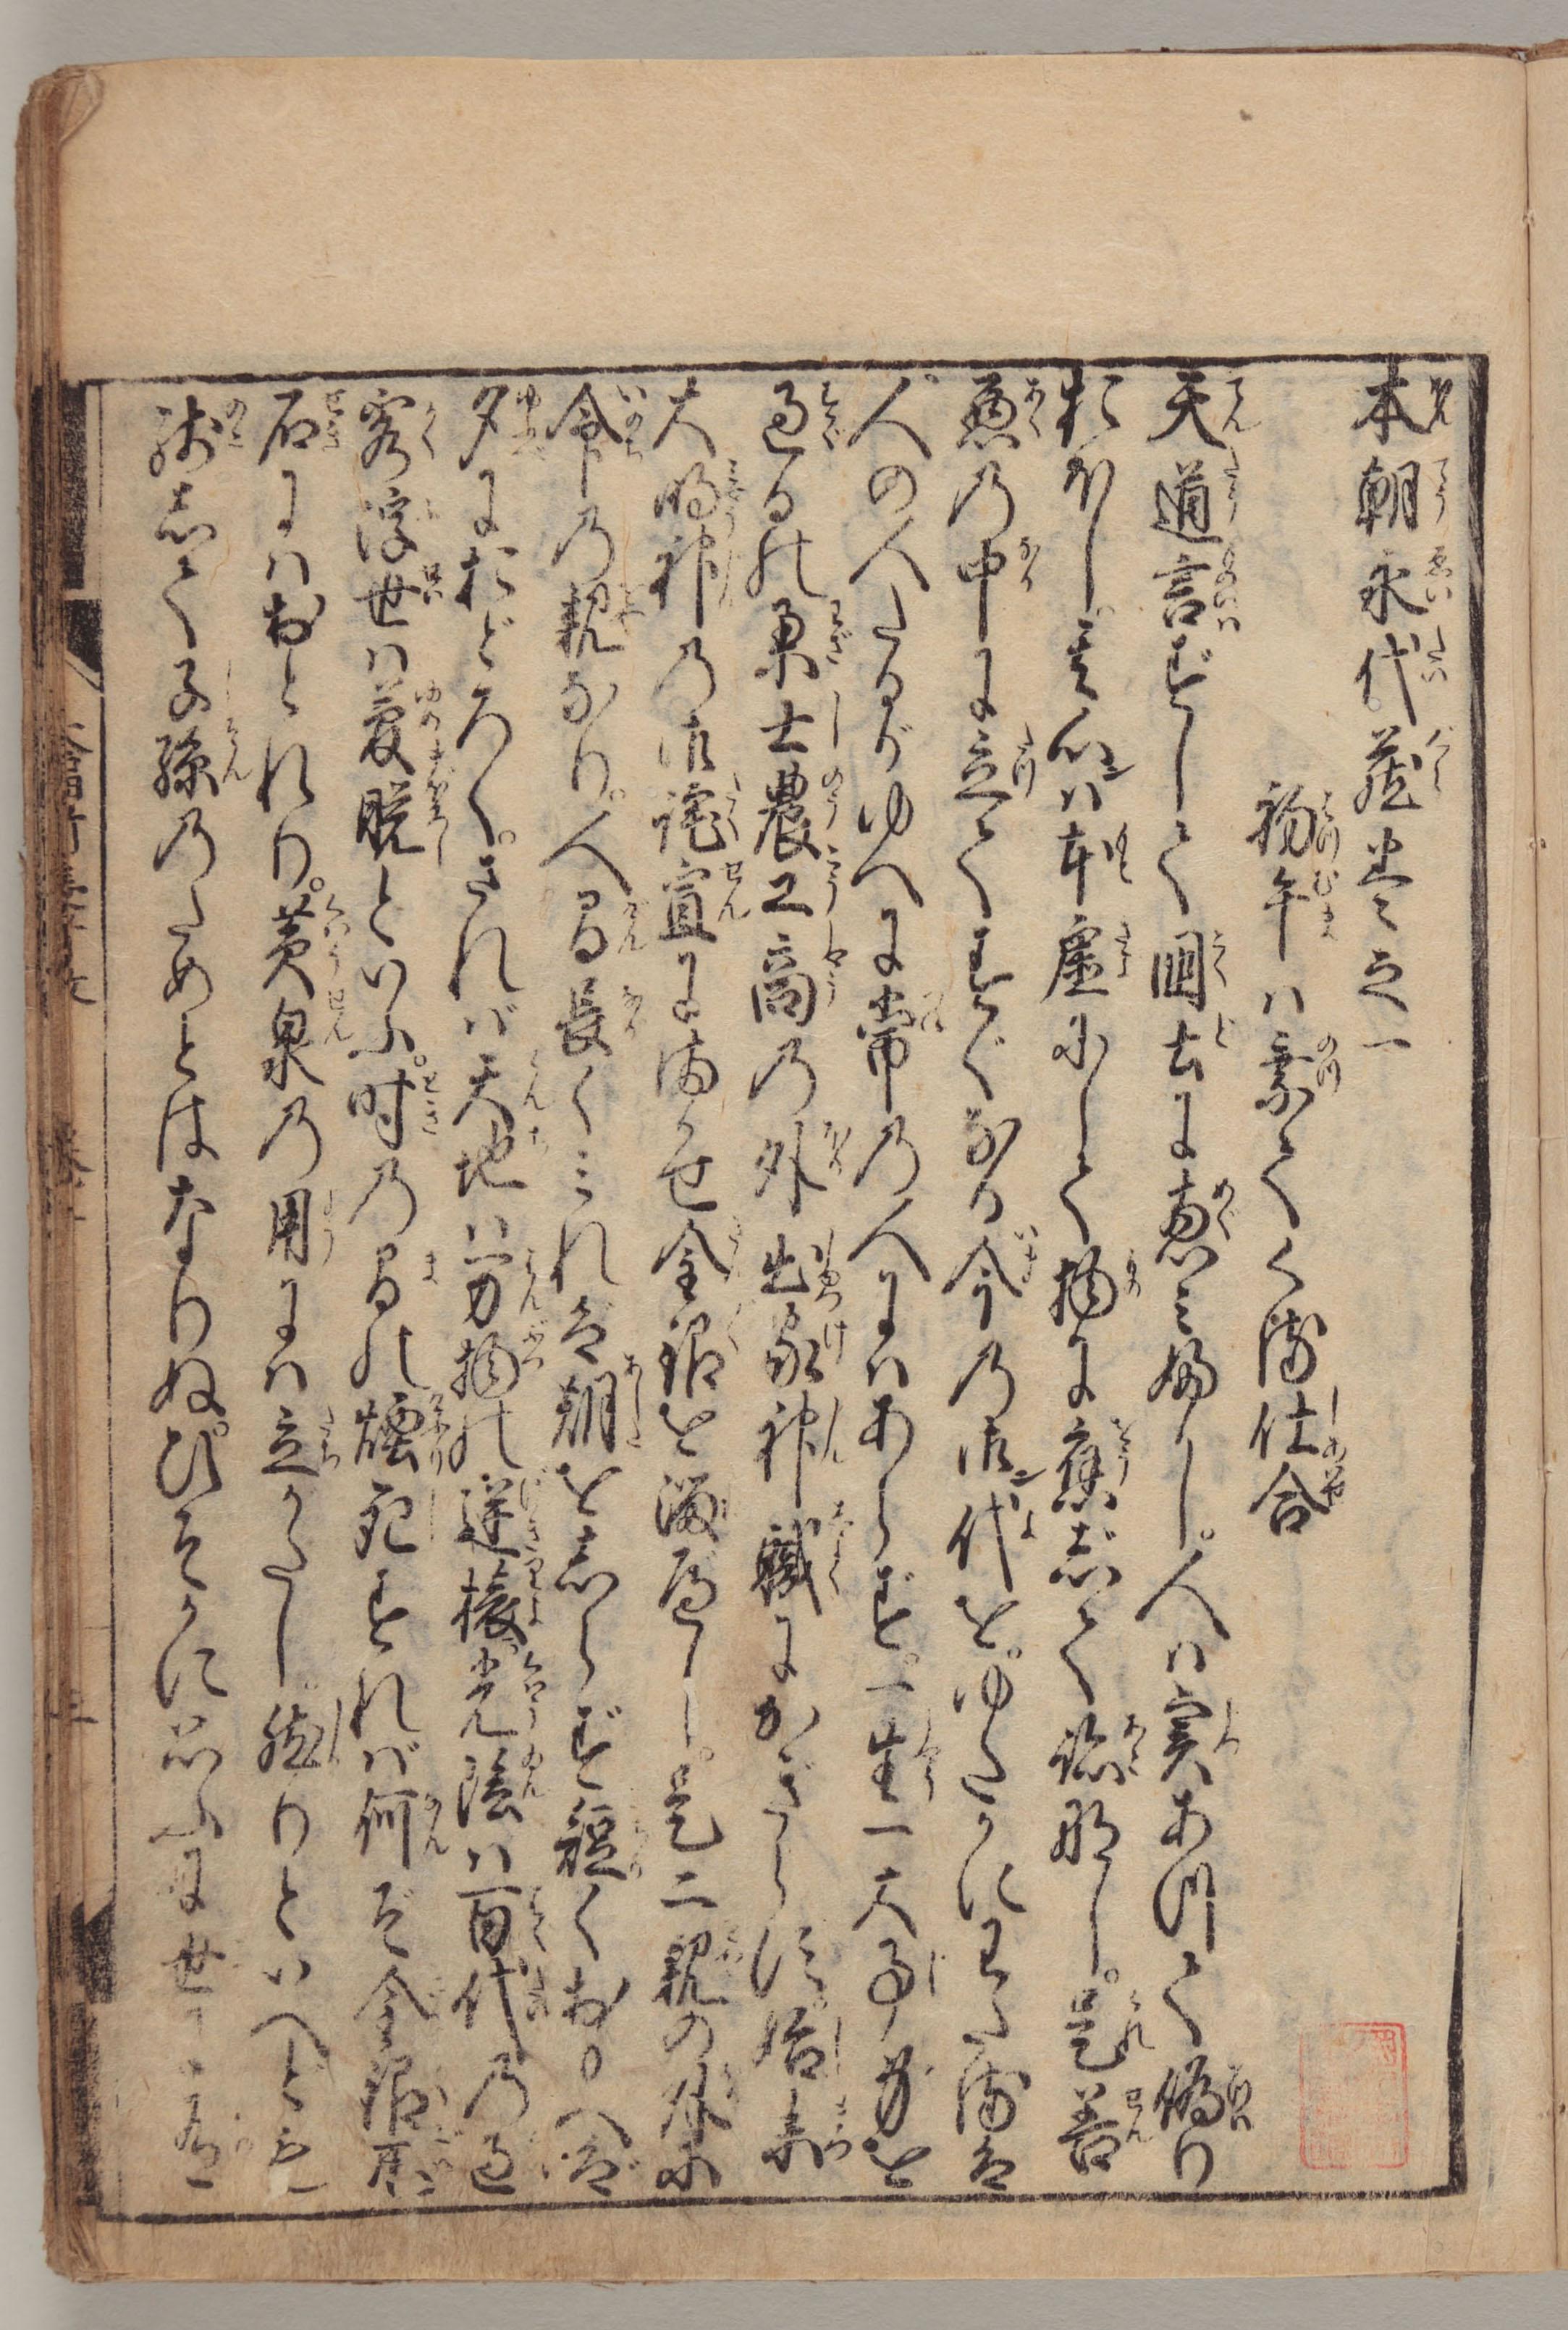 本朝永代蔵巻之一
初午ハ乗てくる仕合
天道言ずして国土に恵みふかし。人ハ実あつて偽り
おほし。其心ハ本虚にして物に応じて跡なし。是善
悪の中に立てすぐなる今の御代を。ゆたかにわたるは
人の人たるがゆへに常の人にハあらず。一生一大事身を
過るの業士農工商の外出家神職にかぎらず。始末
大明神の御詫宣にまかせ金銀を溜べし。是二親の外に
命の親なり。人間長くみれば朝をしらず短くおもへば
夕におどろく。されバ天地ハ万物の逆旅。光陰ハ百代の過
客浮世ハ夢幻といふ。時の間の煙死すれバ何ぞ金銀瓦
石にハおとれり。黄泉の用にハ立がたし。然りといへども
残して子孫のためとはなりぬ。ひそかに思ふに世に有